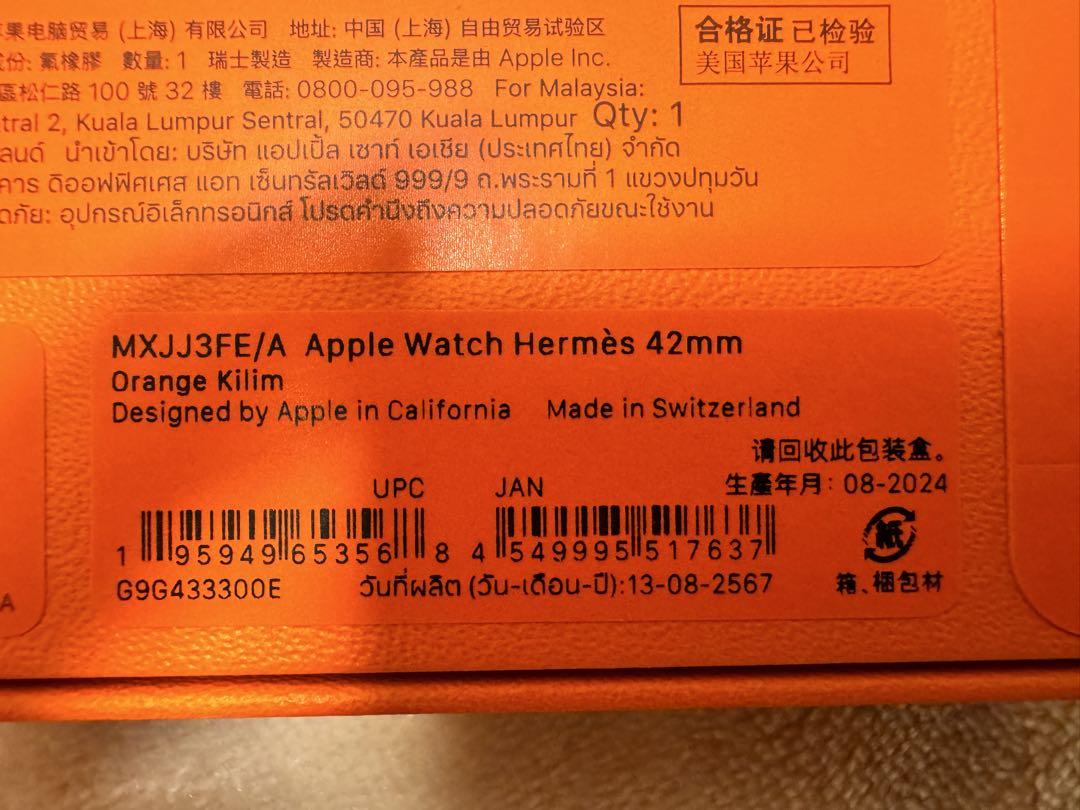 苹果电脑贸易 (上海) 有限公司 地址: 中国 (上海) 自由贸易试验区
合格证 已检验
美国苹果公司
氟橡膠 數量: 1 瑞士製造 製造商: 本產品是由 Apple Inc.
區松仁路 100 號 32 樓 電話: 0800-095-988 For Malaysia:
tral 2, Kuala Lumpur Sentral, 50470 Kuala Lumpur Qty: 1
แลนด์ นำเข้าโดย: บริษัท แอปเปิ้ล เซาท์ เอเชีย (ประเทศไทย) จำกัด
คาร ดิออฟฟิศเศส แอท เซ็นทรัลเวิลด์ 999/9 ถ.พระรามที่ 1 แขวงปทุมวัน
ดภัย: อุปกรณ์อิเล็กทรอนิกส์ โปรดคำนึงถึงความปลอดภัยขณะใช้งาน
MXJJ3FE/A Apple Watch Hermès 42mm
Orange Kilim
Designed by Apple in California Made in Switzerland
请回收此包装盒。
UPC JAN 生產年月: 08-2024
1 95949 65356 8 4 549995 517637
紙
G9G433300E วันที่ผลิต (วัน-เดือน-ปี):13-08-2567 箱、梱包材
A